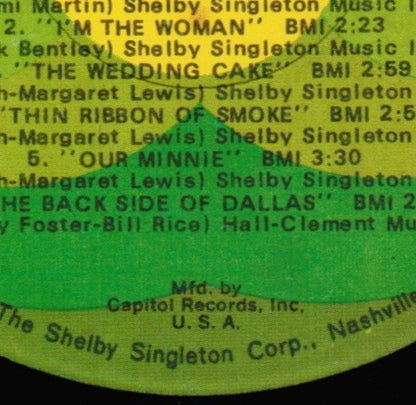 mi Martin) Shelby Singleton Music I
2. "I'M THE WOMAN" BMI 2:23
k Bentley) Shelby Singleton Music I
. "THE WEDDING CAKE" BMI 2:59
h-Margaret Lewis) Shelby Singleton
"THIN RIBBON OF SMOKE" BMI 2:5
h-Margaret Lewis) Shelby Singleton
5. "OUR MINNIE" BMI 3:30
h-Margaret Lewis) Shelby Singleton
HE BACK SIDE OF DALLAS" BMI 2
y Foster-Bill Rice) Hall-Clement Mu
Mfd. by
Capitol Records, Inc,
U. S. A.
The Shelby Singleton Corp., Nashville